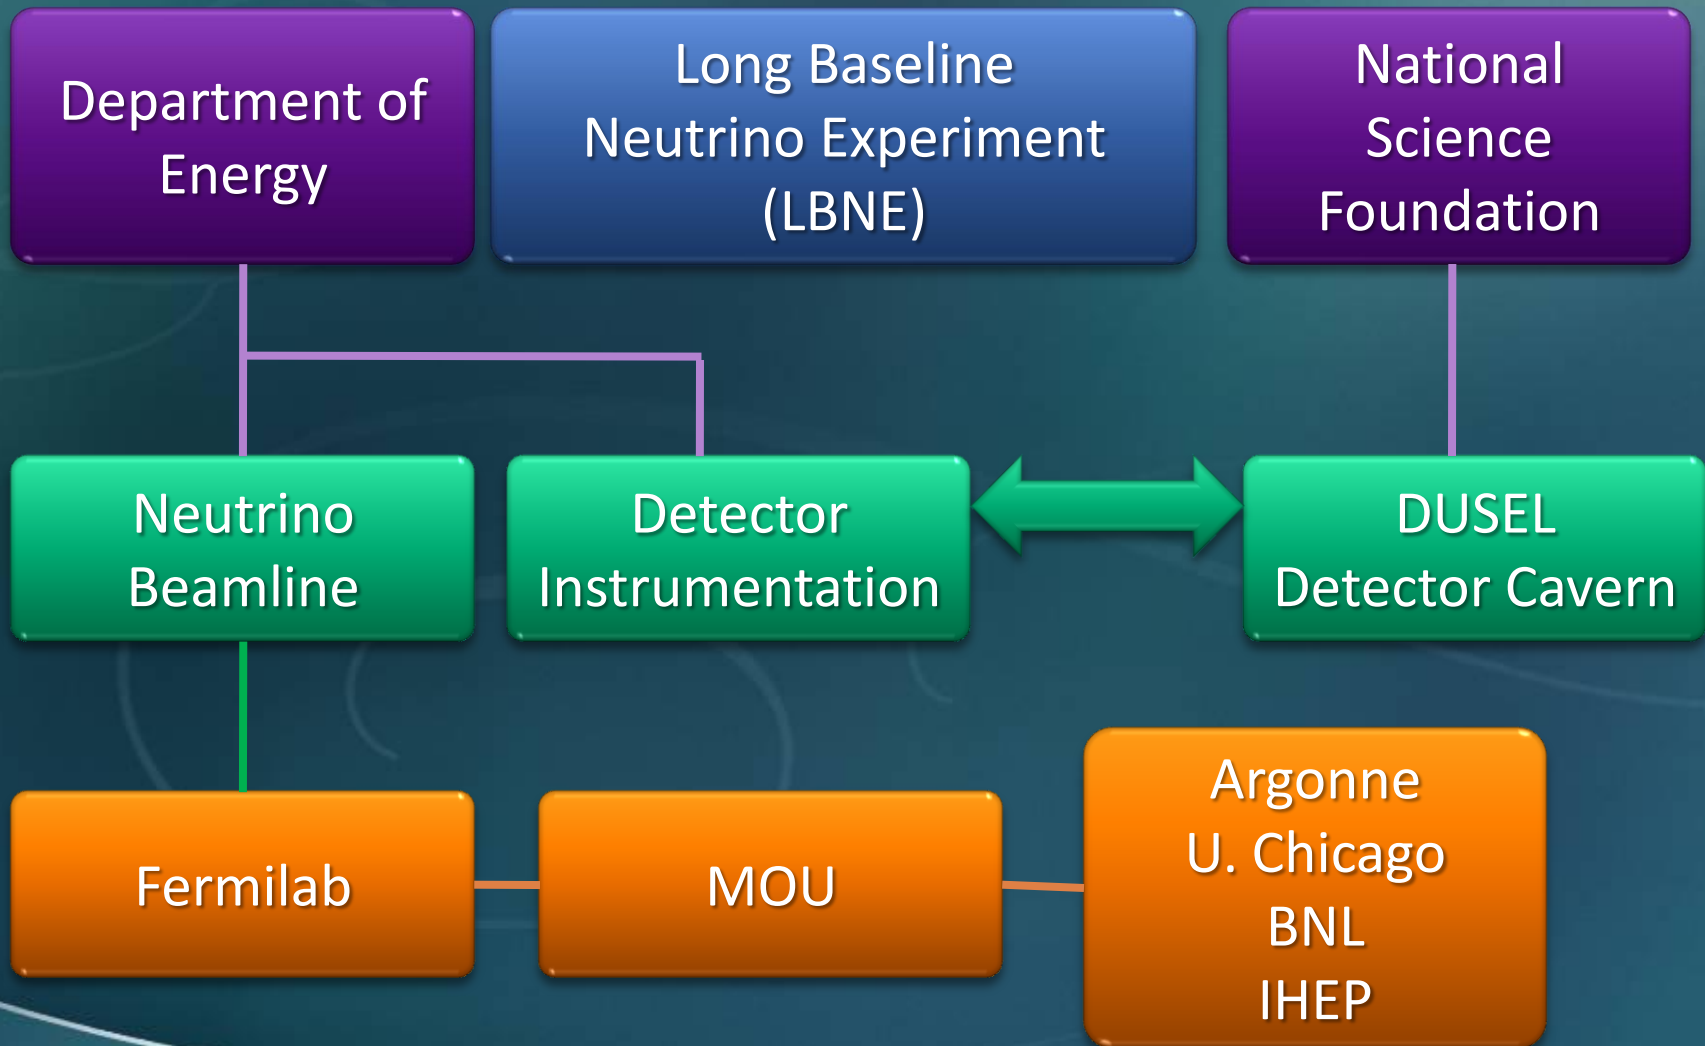 Department of
Energy
Long Baseline
Neutrino Experiment
(LBNE)
National
Science
Foundation
Neutrino
Beamline
Detector
Instrumentation
DUSEL
Detector Cavern
Fermilab
MOU
Argonne
U. Chicago
BNL
IHEP